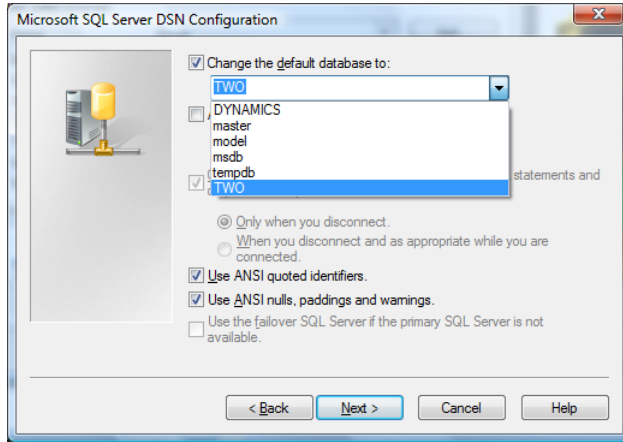 Microsoft SQL Server DSN Configuration
Change the default database to:
TWO
DYNAMICS
master
model
msdb
tempdb
statements and
TWO
Only when you disconnect.
When you disconnect and as appropriate while you are
connected.
Use ANSI quoted identifiers.
Use ANSI nulls, paddings and warnings.
Use the failover SQL Server if the primary SQL Server is not
available.
< Back
Next >
Cancel
Help